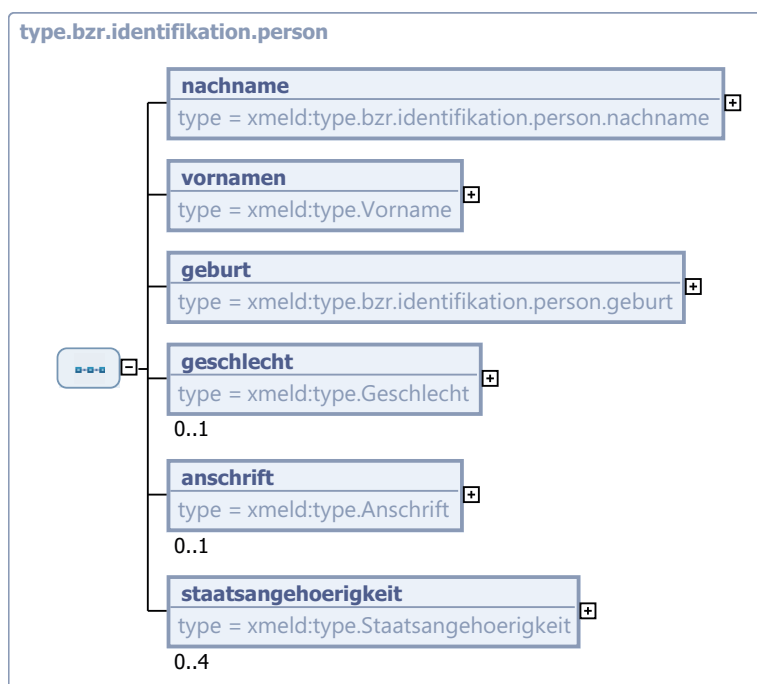 type.bzr.identifikation.person
nachname
type = xmeld:type.bzr.identifikation.person.nachname
vornamen
type = xmeld:type.Vorname
geburt
type = xmeld:type.bzr.identifikation.person.geburt
geschlecht
type = xmeld:type.Geschlecht
0..1
anschrift
type = xmeld:type.Anschrift
0..1
staatsangehoerigkeit
type = xmeld:type.Staatsangehoerigkeit
0..4